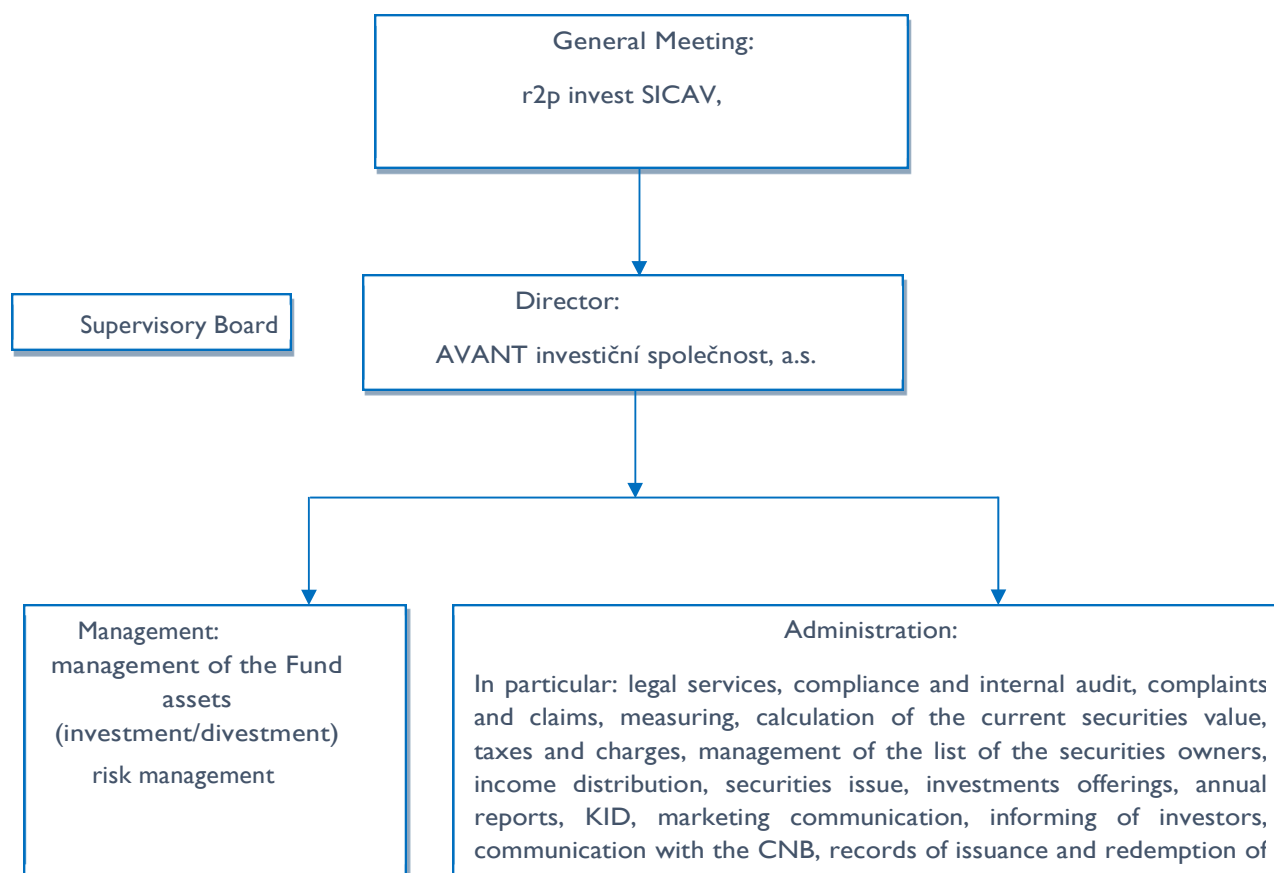 General Meeting:
r2p invest SICAV,
Director:
AVANT investiční společnost, a.s.
Supervisory Board
Management:
management of the Fund
assets
(investment/divestment)
risk management
Administration:
In particular: legal services, compliance and internal audit, complaints
and claims, measuring, calculation of the current securities value,
taxes and charges, management of the list of the securities owners,
income distribution, securities issue, investments offerings, annual
reports, KID, marketing communication, informing of investors,
communication with the CNB, records of issuance and redemption of